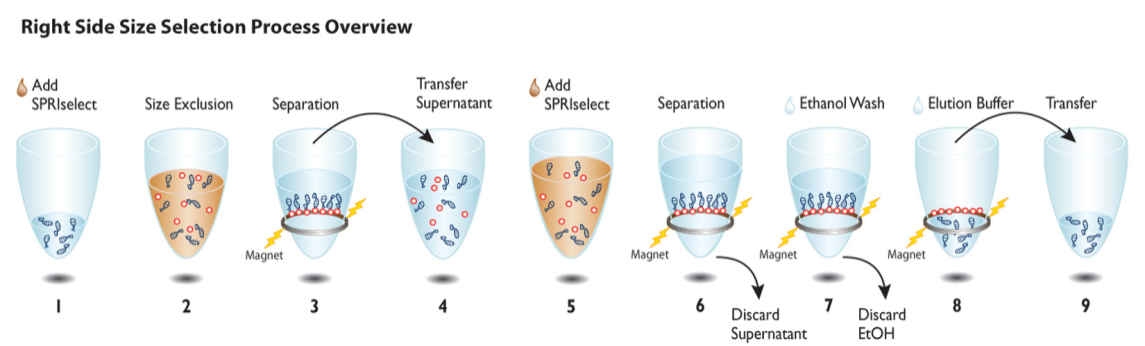 Right Side Size Selection Process Overview
Add
SPRIselect
Size Exclusion
Separation
Transfer
Supernatant
Add
SPRIselect
Separation
Ethanol Wash
Elution Buffer
Transfer
Magnet
Magnet
Magnet
Magnet
1
2
3
4
5
6
7
8
9
Discard
Supernatant
Discard
EtOH